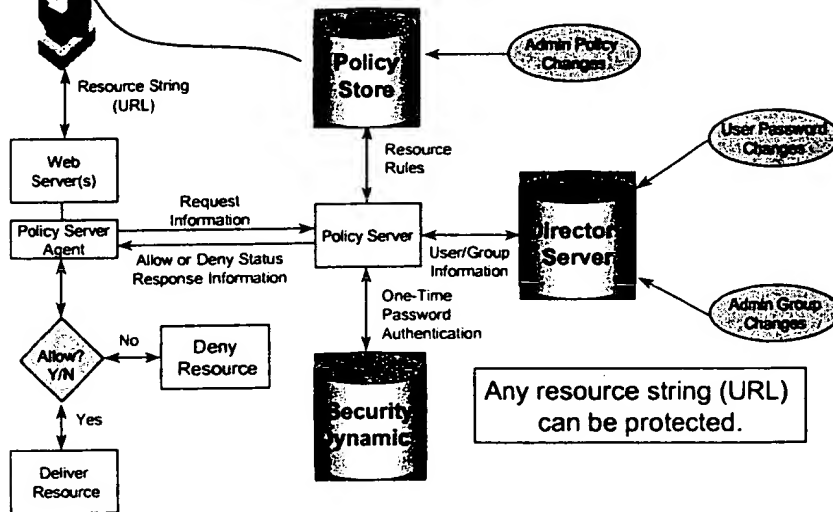 Policy
Store
Admin Policy
Changes
Resource String
(URL)
User Password
Changes
Web
Server(s)
Resource
Rules
Request
Information
Policy Server
Agent
Policy Server
Allow or Deny Status
Response Information
User/Group
Information
Director
Server
One-Time
Password
Authentication
Admin Group
Changes
Allow?
Y/N
No
Deny
Resource
Yes
Security
Dynamic
Any resource string (URL)
can be protected.
Deliver
Resource